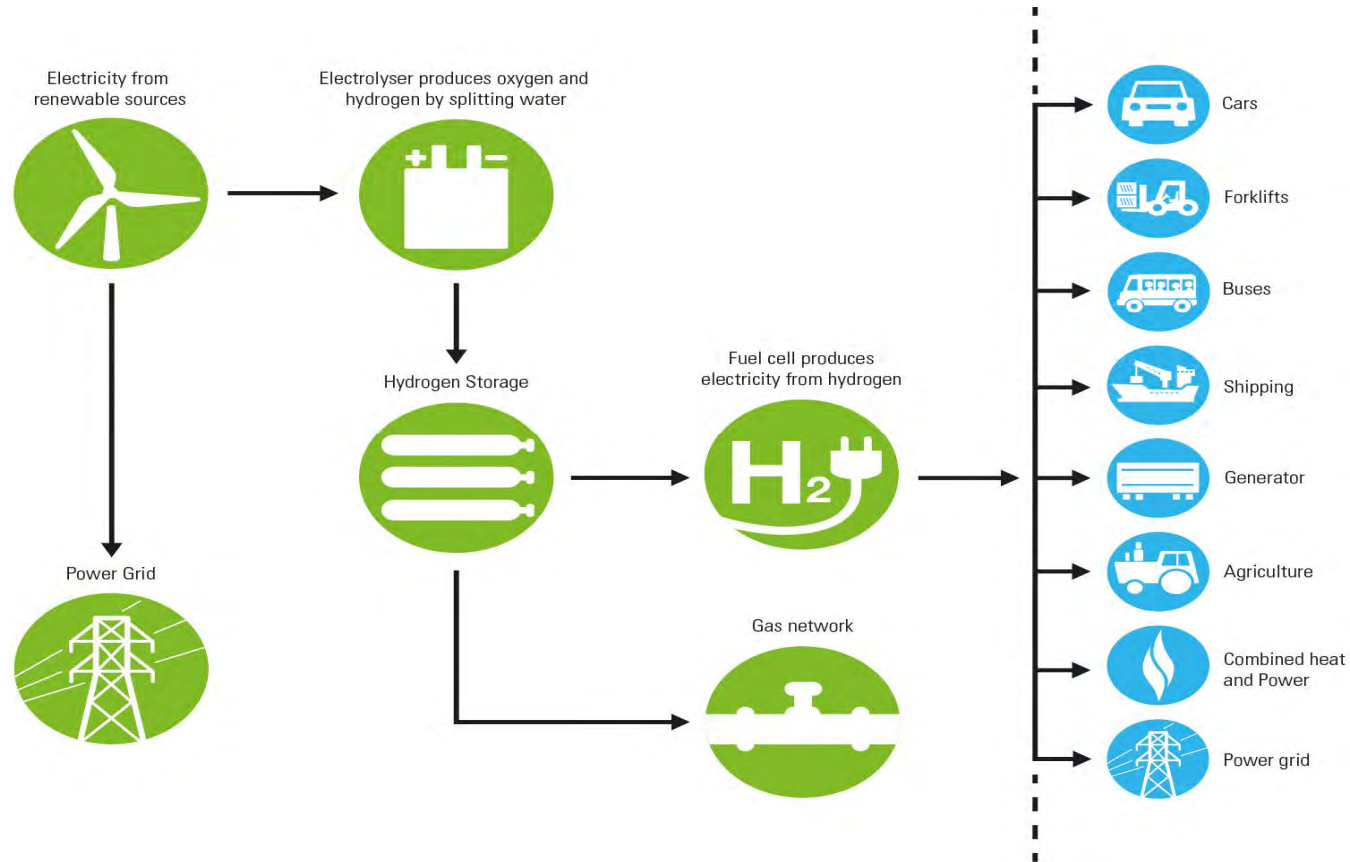 Electricity from
renewable sources
Electrolyser produces oxygen and
hydrogen by splitting water
+ −
Hydrogen Storage
Fuel cell produces
electricity from hydrogen
H2
Power Grid
Gas network
Cars
Forklifts
Buses
Shipping
Generator
Agriculture
Combined heat
and Power
Power grid